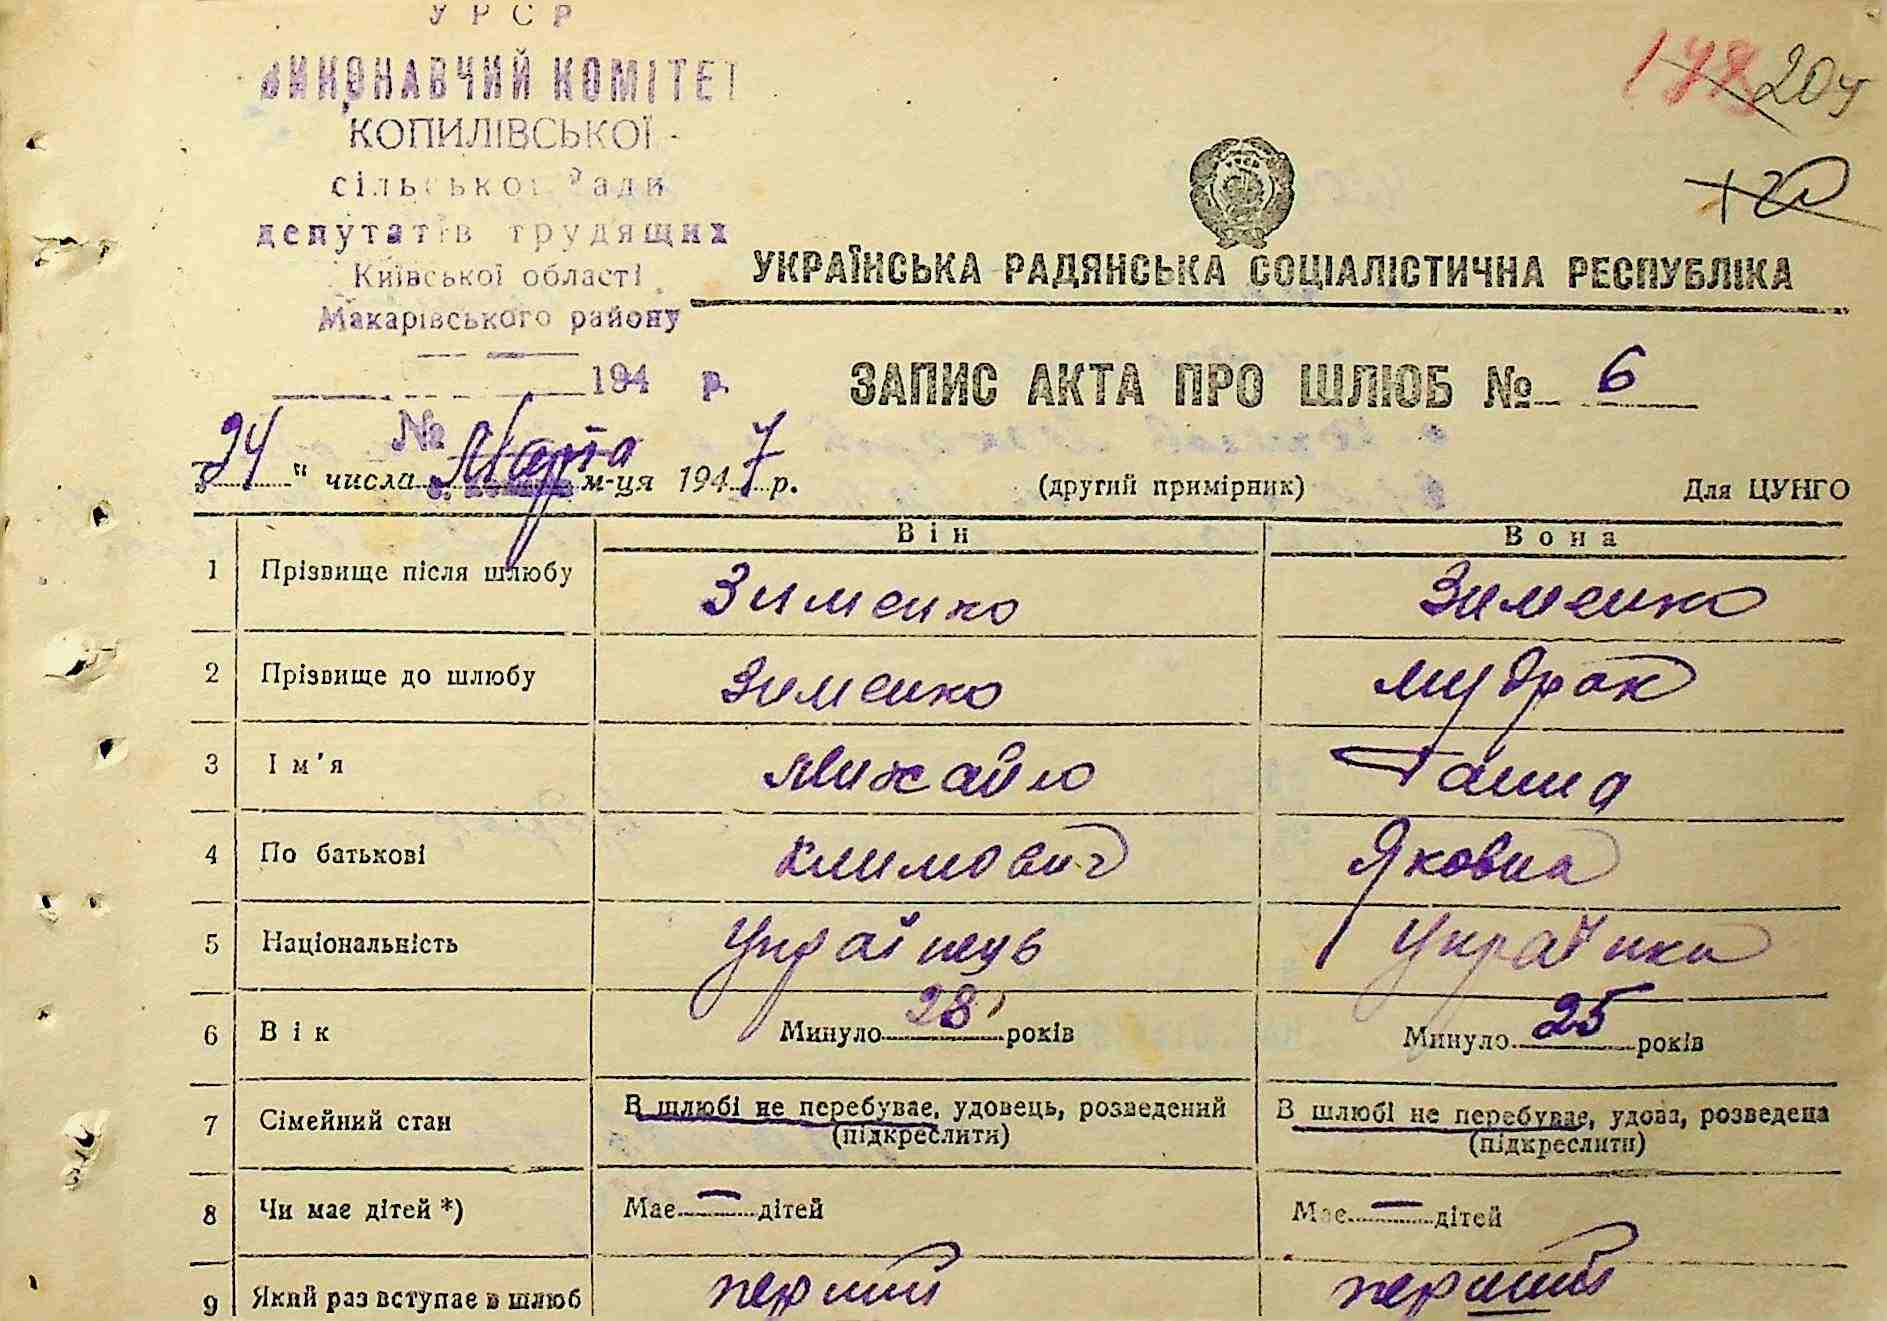 УРСР
ВИКОНАВЧИЙ КОМІТЕТ
КОПИЛІВСЬКОЇ
сільської Ради
депутатів трудящих
Київської області
Макарівського району
194 р.
№
204
120
УКРАЇНСЬКА РАДЯНСЬКА СОЦІАЛІСТИЧНА РЕСПУБЛІКА
ЗАПИС АКТА ПРО ШЛЮБ № 6
„24" числа Марта м-ця 1947 р. (другий примірник) Для ЦУНГО
Він Вона
1 Прізвище після шлюбу Зименко Зименко
2 Прізвище до шлюбу Зименко Мудрак
3 Ім'я Михайло Ганна
4 По батькові Климович Яковна
5 Національність Українець Українка
6 Вік Минуло 28 років Минуло 25 років
7 Сімейний стан В шлюбі не перебуває, удовець, розведений (підкреслити) В шлюбі не перебуває, удова, розведена (підкреслити)
8 Чи має дітей *) Має — дітей Має — дітей
9 Який раз вступає в шлюб перший перший